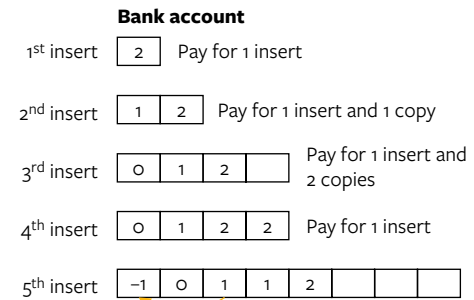 Bank account
1st insert 2 Pay for 1 insert
2nd insert 1 2 Pay for 1 insert and 1 copy
3rd insert 0 1 2 Pay for 1 insert and
2 copies
4th insert 0 1 2 2 Pay for 1 insert
5th insert –1 0 1 1 2